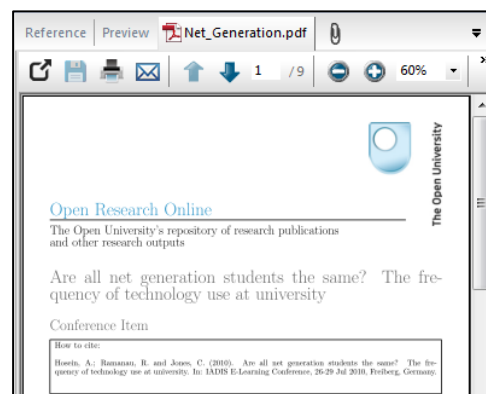 Reference Preview Net_Generation.pdf
1 / 9 60%
The Open University
Open Research Online
The Open University's repository of research publications
and other research outputs
Are all net generation students the same? The fre-
quency of technology use at university
Conference Item
How to cite:
Hosein, A.; Ramanau, R. and Jones, C. (2010). Are all net generation students the same? The fre-
quency of technology use at university. In: IADIS E-Learning Conference, 26-29 Jul 2010, Freiberg, Germany.